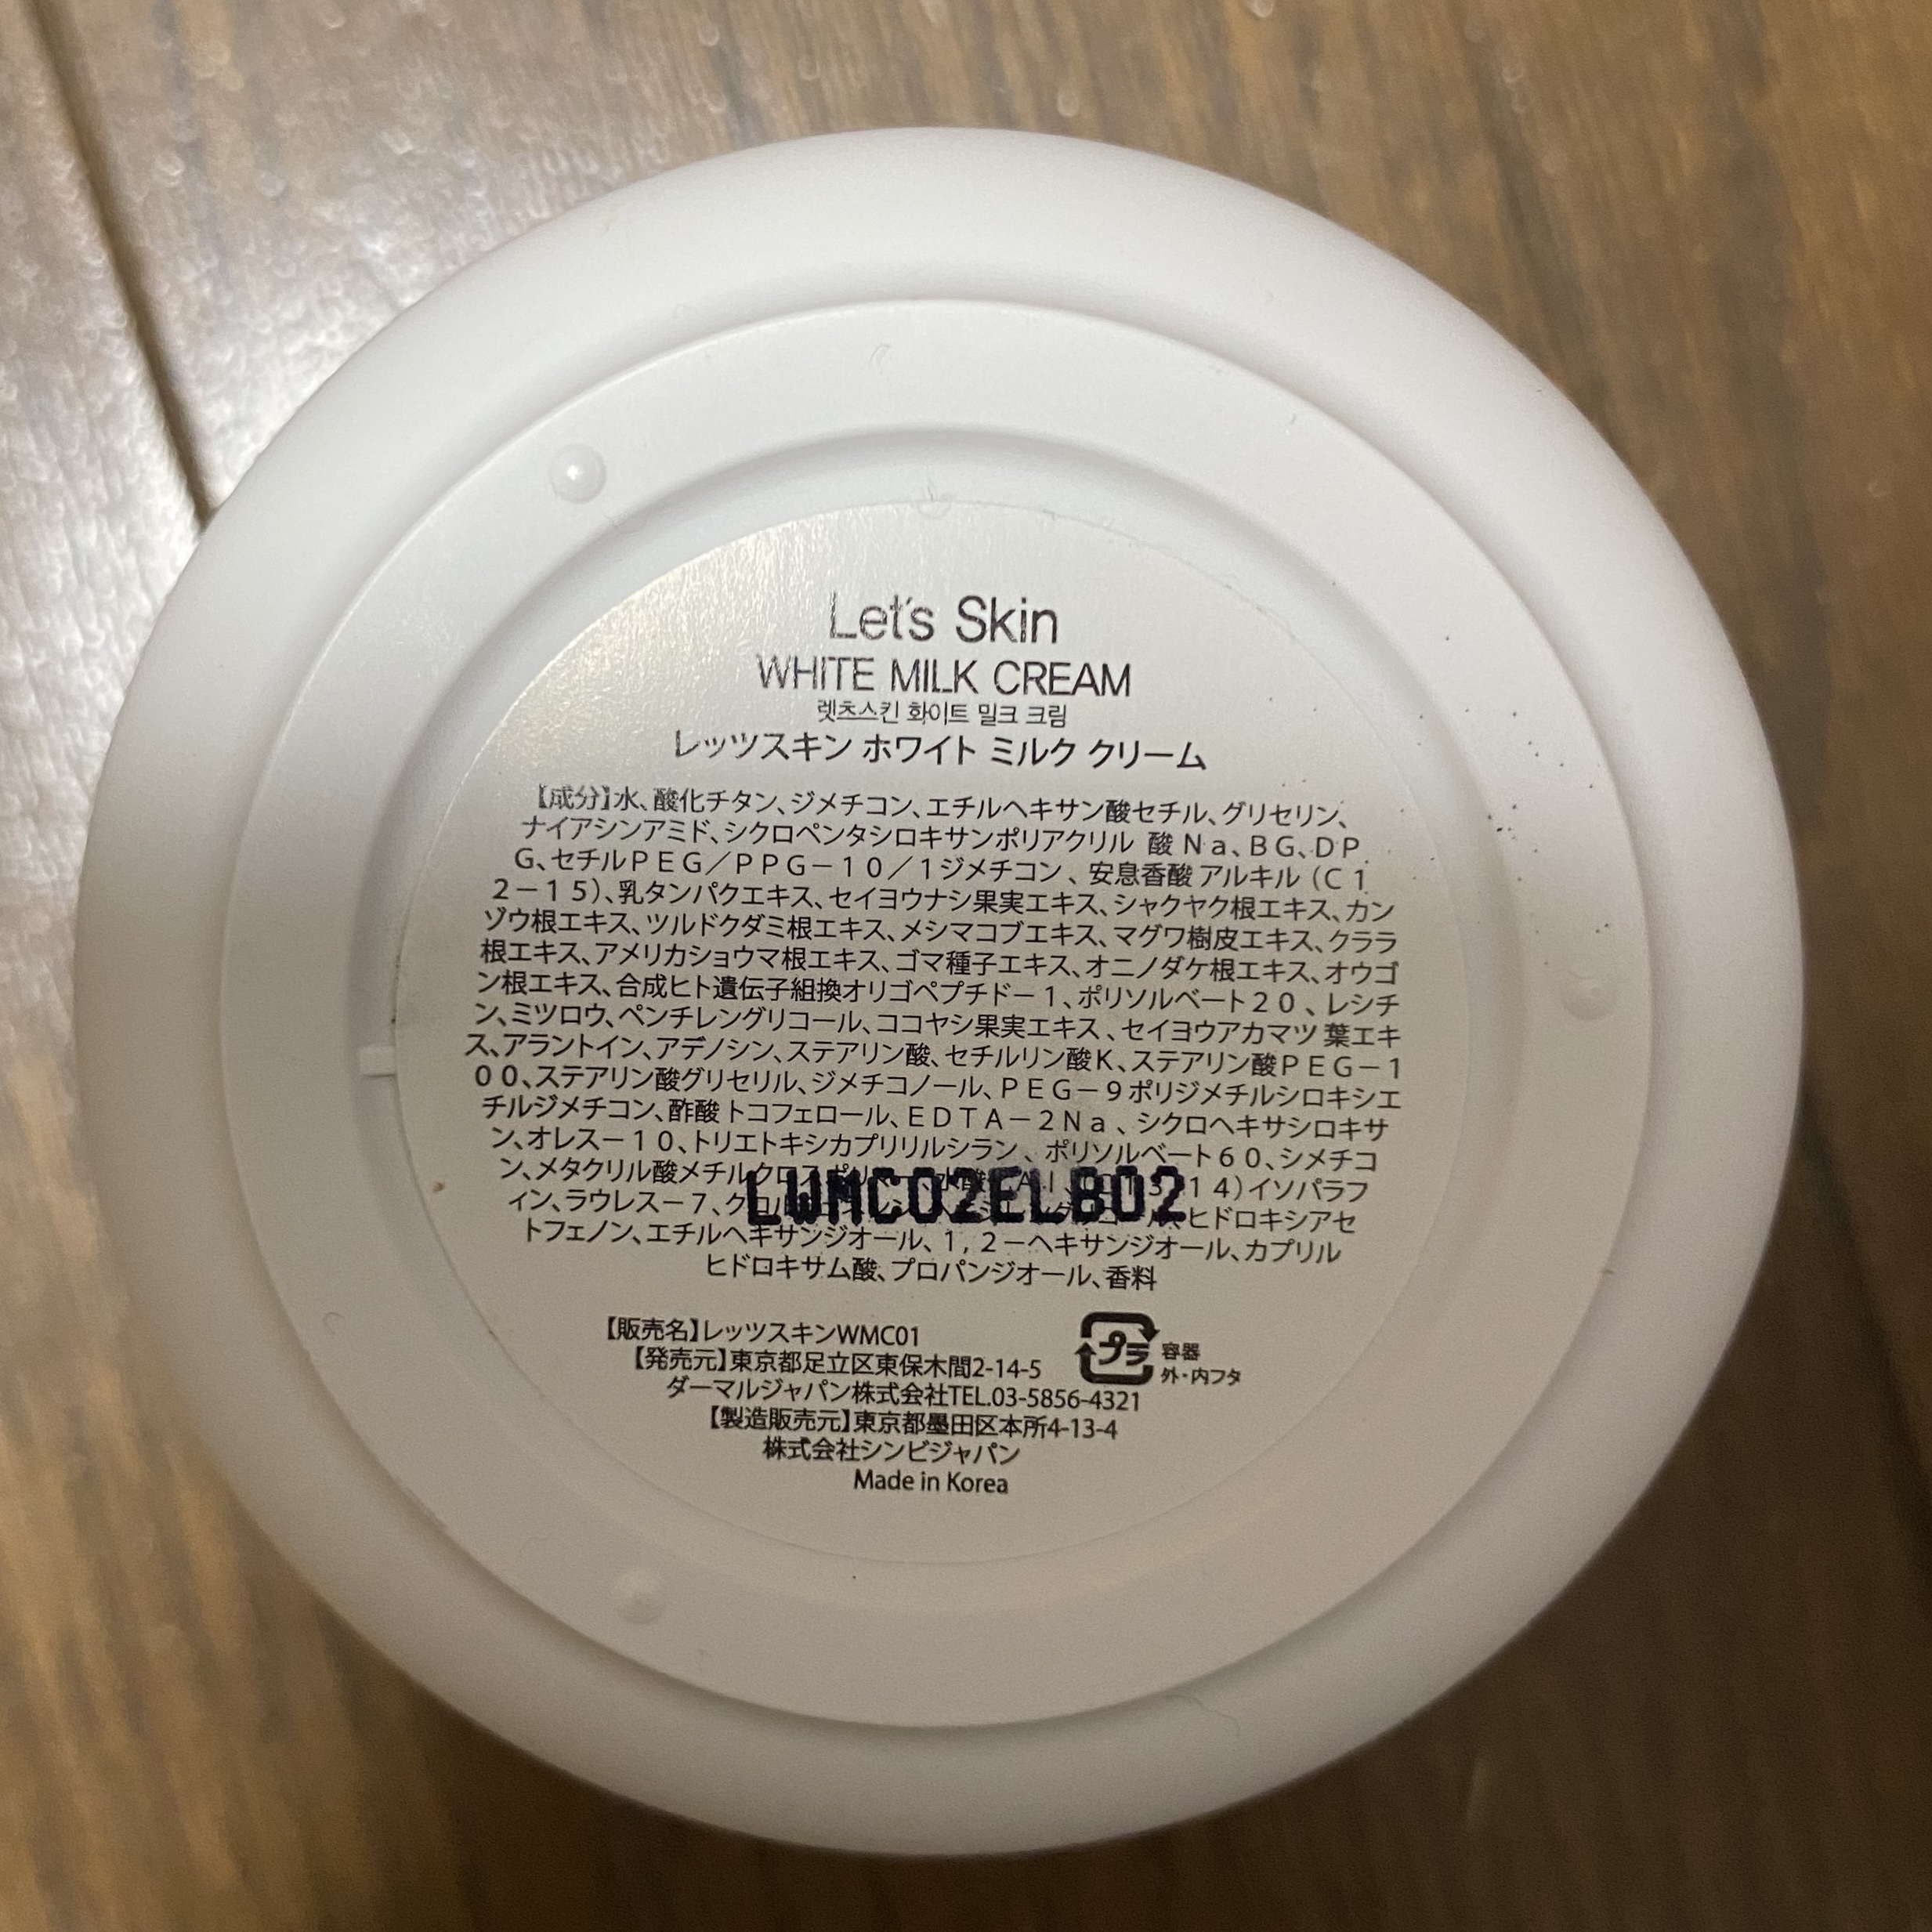 Let's Skin
WHITE MILK CREAM
렛츠스킨 화이트 밀크 크림
レッツスキン ホワイト ミルク クリーム
【成分】水、酸化チタン、ジメチコン、エチルヘキサン酸セチル、グリセリン、
ナイアシンアミド、シクロペンタシロキサンポリアクリル 酸Ｎａ、ＢＧ、ＤＰ
Ｇ、セチルＰＥＧ／ＰＰＧ－１０／１ジメチコン、安息香酸 アルキル（Ｃ１
２－１５）、乳タンパクエキス、セイヨウナシ果実エキス、シャクヤク根エキス、カン
ゾウ根エキス、ツルドクダミ根エキス、メシマコブエキス、マグワ樹皮エキス、クララ
根エキス、アメリカショウマ根エキス、ゴマ種子エキス、オニノダケ根エキス、オウゴ
ン根エキス、合成ヒト遺伝子組換オリゴペプチド－１、ポリソルベート２０、レシチ
ン、ミツロウ、ペンチレングリコール、ココヤシ果実エキス、セイヨウアカマツ 葉エキ
ス、アラントイン、アデノシン、ステアリン酸、セチルリン酸Ｋ、ステアリン酸ＰＥＧ－１
００、ステアリン酸グリセリル、ジメチコノール、ＰＥＧ－９ポリジメチルシロキシエ
チルジメチコン、酢酸 トコフェロール、ＥＤＴＡ－２Ｎａ、シクロヘキサシロキサ
ン、オレス－１０、トリエトキシカプリリルシラン、ポリソルベート６０、シメチコ
ン、メタクリル酸メチルクロスポリ １４）イソパラフ
LWMC02ELB02
ィン、ラウレス－７、 ヒドロキシアセ
トフェノン、エチルヘキサンジオール、１，２－ヘキサンジオール、カプリル
ヒドロキサム酸、プロパンジオール、香料
【販売名】レッツスキンWMC01
【発売元】東京都足立区東保木間2-14-5
ダーマルジャパン株式会社TEL.03-5856-4321
【製造販売元】東京都墨田区本所4-13-4
株式会社シンビジャパン
Made in Korea
プラ
容器
外・内フタ